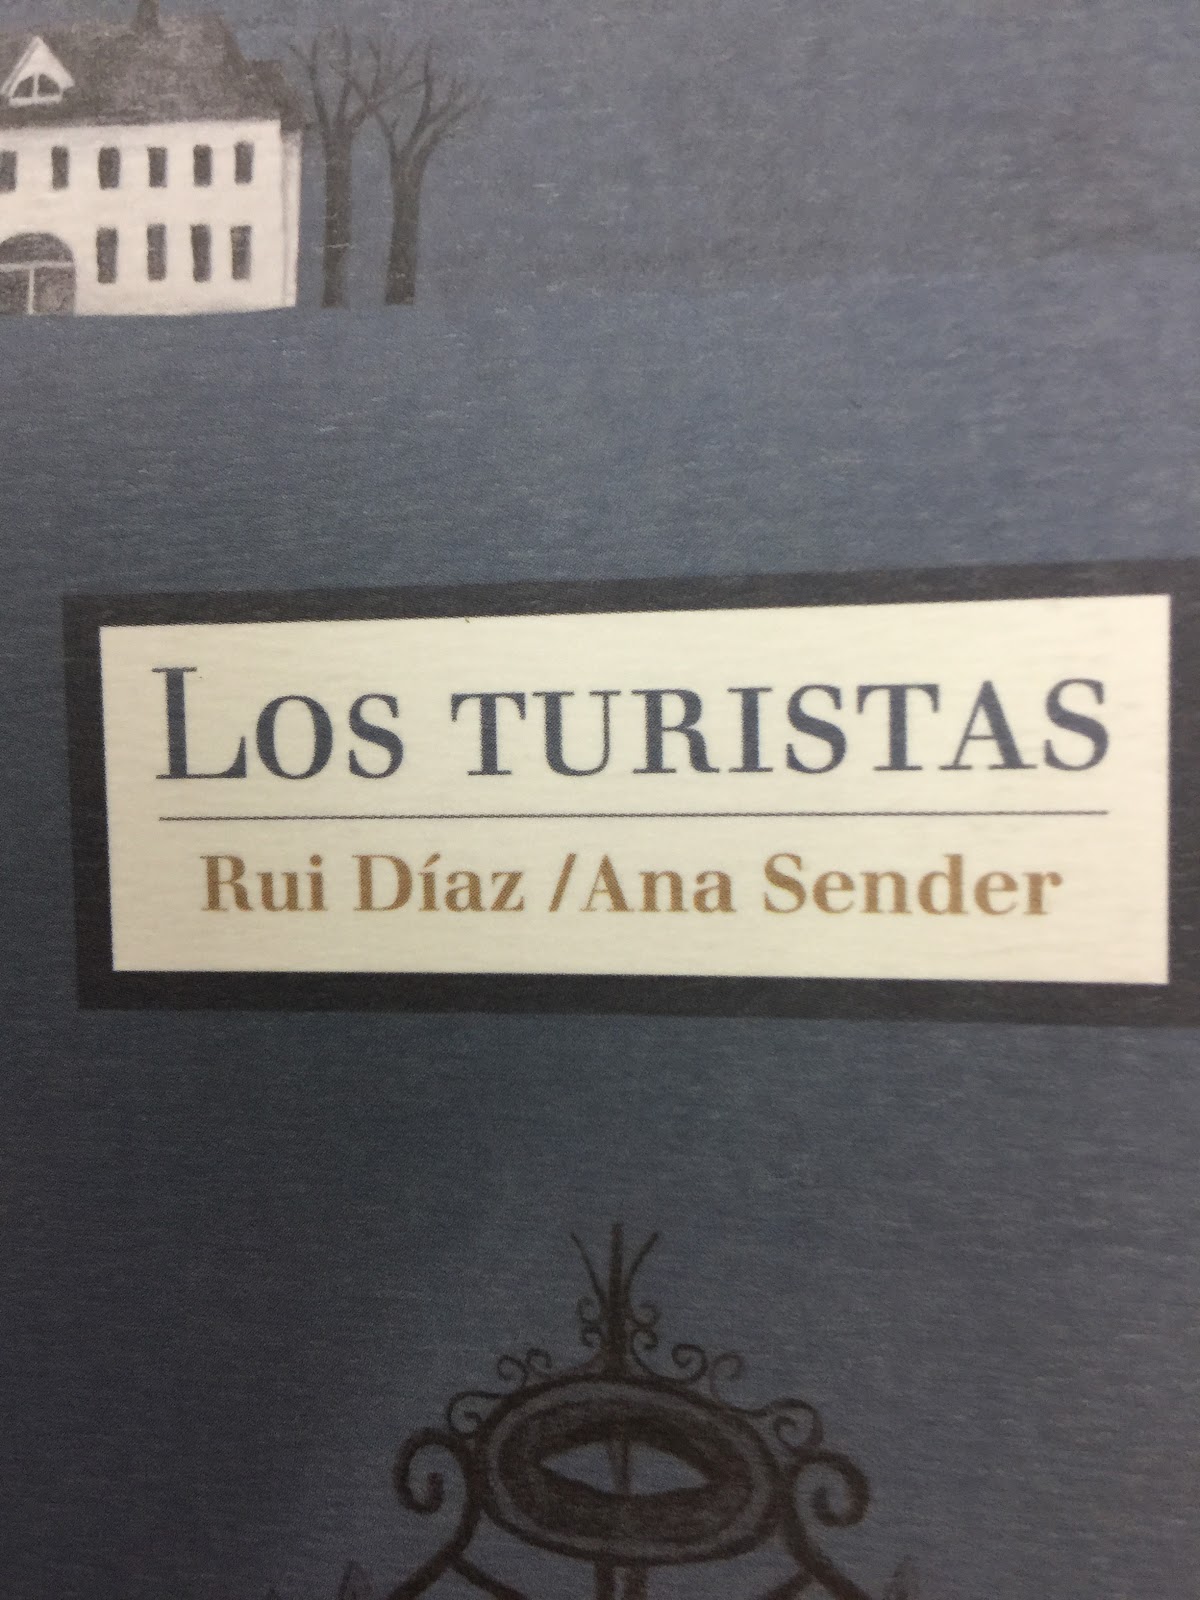 LOS TURISTAS
Rui Díaz / Ana Sender